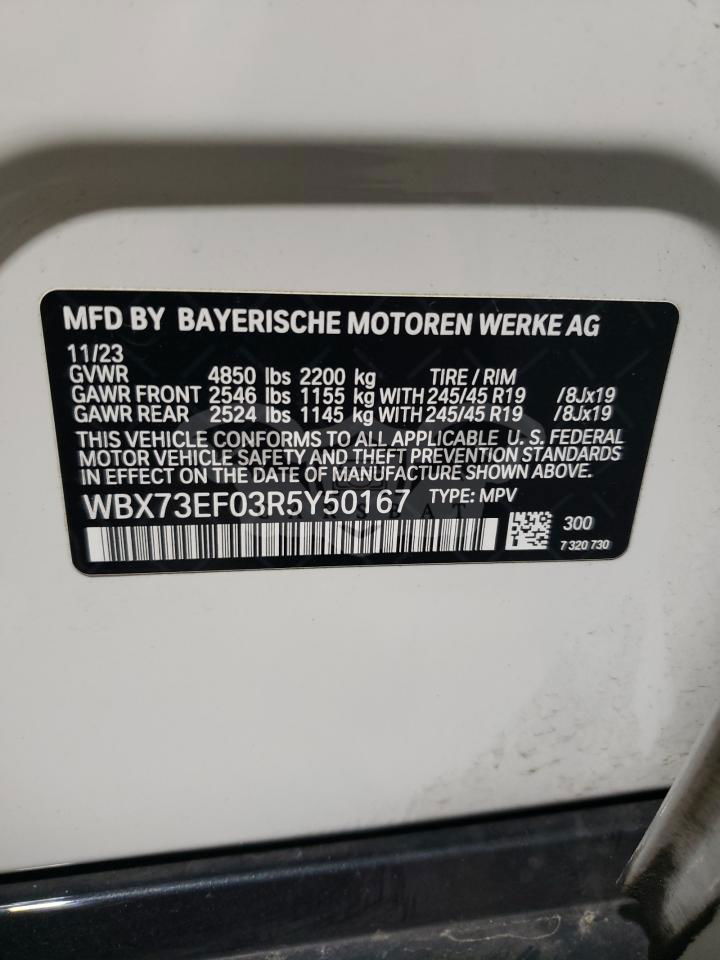 MFD BY BAYERISCHE MOTOREN WERKE AG
11/23
GVWR 4850 lbs 2200 kg TIRE / RIM
GAWR FRONT 2546 lbs 1155 kg WITH 245/45 R19 /8Jx19
GAWR REAR 2524 lbs 1145 kg WITH 245/45 R19 /8Jx19
THIS VEHICLE CONFORMS TO ALL APPLICABLE U. S. FEDERAL
MOTOR VEHICLE SAFETY AND THEFT PREVENTION STANDARDS
IN EFFECT ON THE DATE OF MANUFACTURE SHOWN ABOVE.
WBX73EF03R5Y50167 TYPE: MPV
300
7 320 730